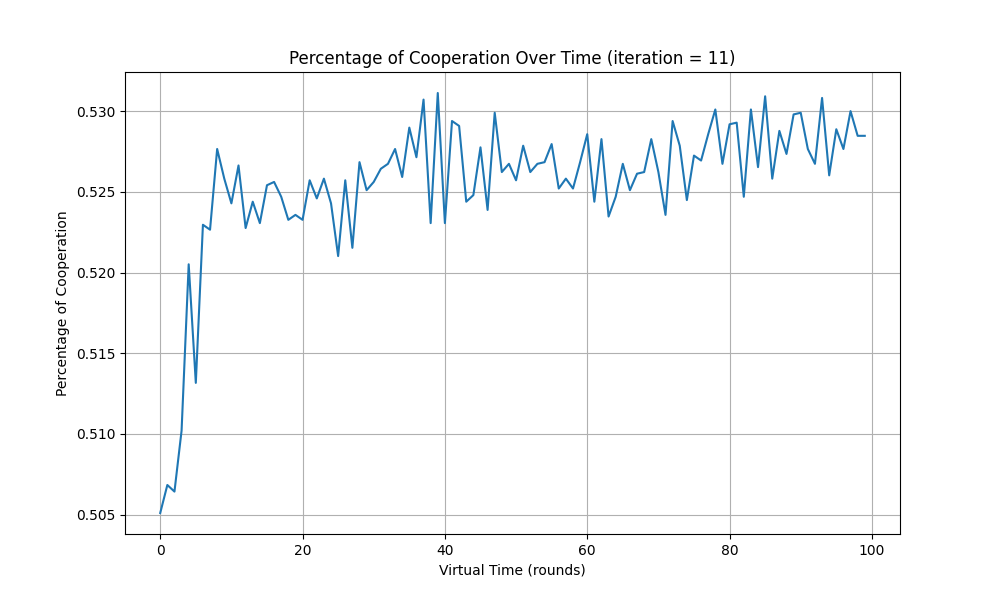 Percentage of Cooperation Over Time (iteration = 11)
0.530
0.525
0.520
0.515
0.510
0.505
Percentage of Cooperation
0 20 40 60 80 100
Virtual Time (rounds)